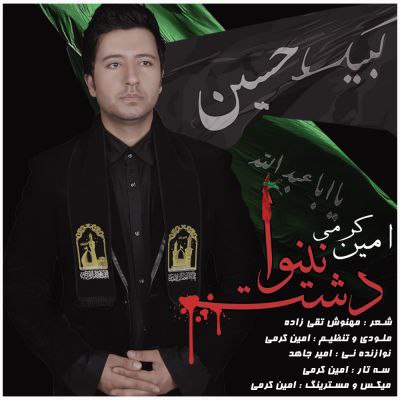 لبیک یا حسین
یا ابا عبدالله
امین کرمی
دشت نینوا
شعر : مهنوش تقی زاده
ملودی و تنظیم : امین کرمی
نوازنده نی : امیر جاهد
سه تار : امین کرمی
میکس و مسترینگ : امین کرمی